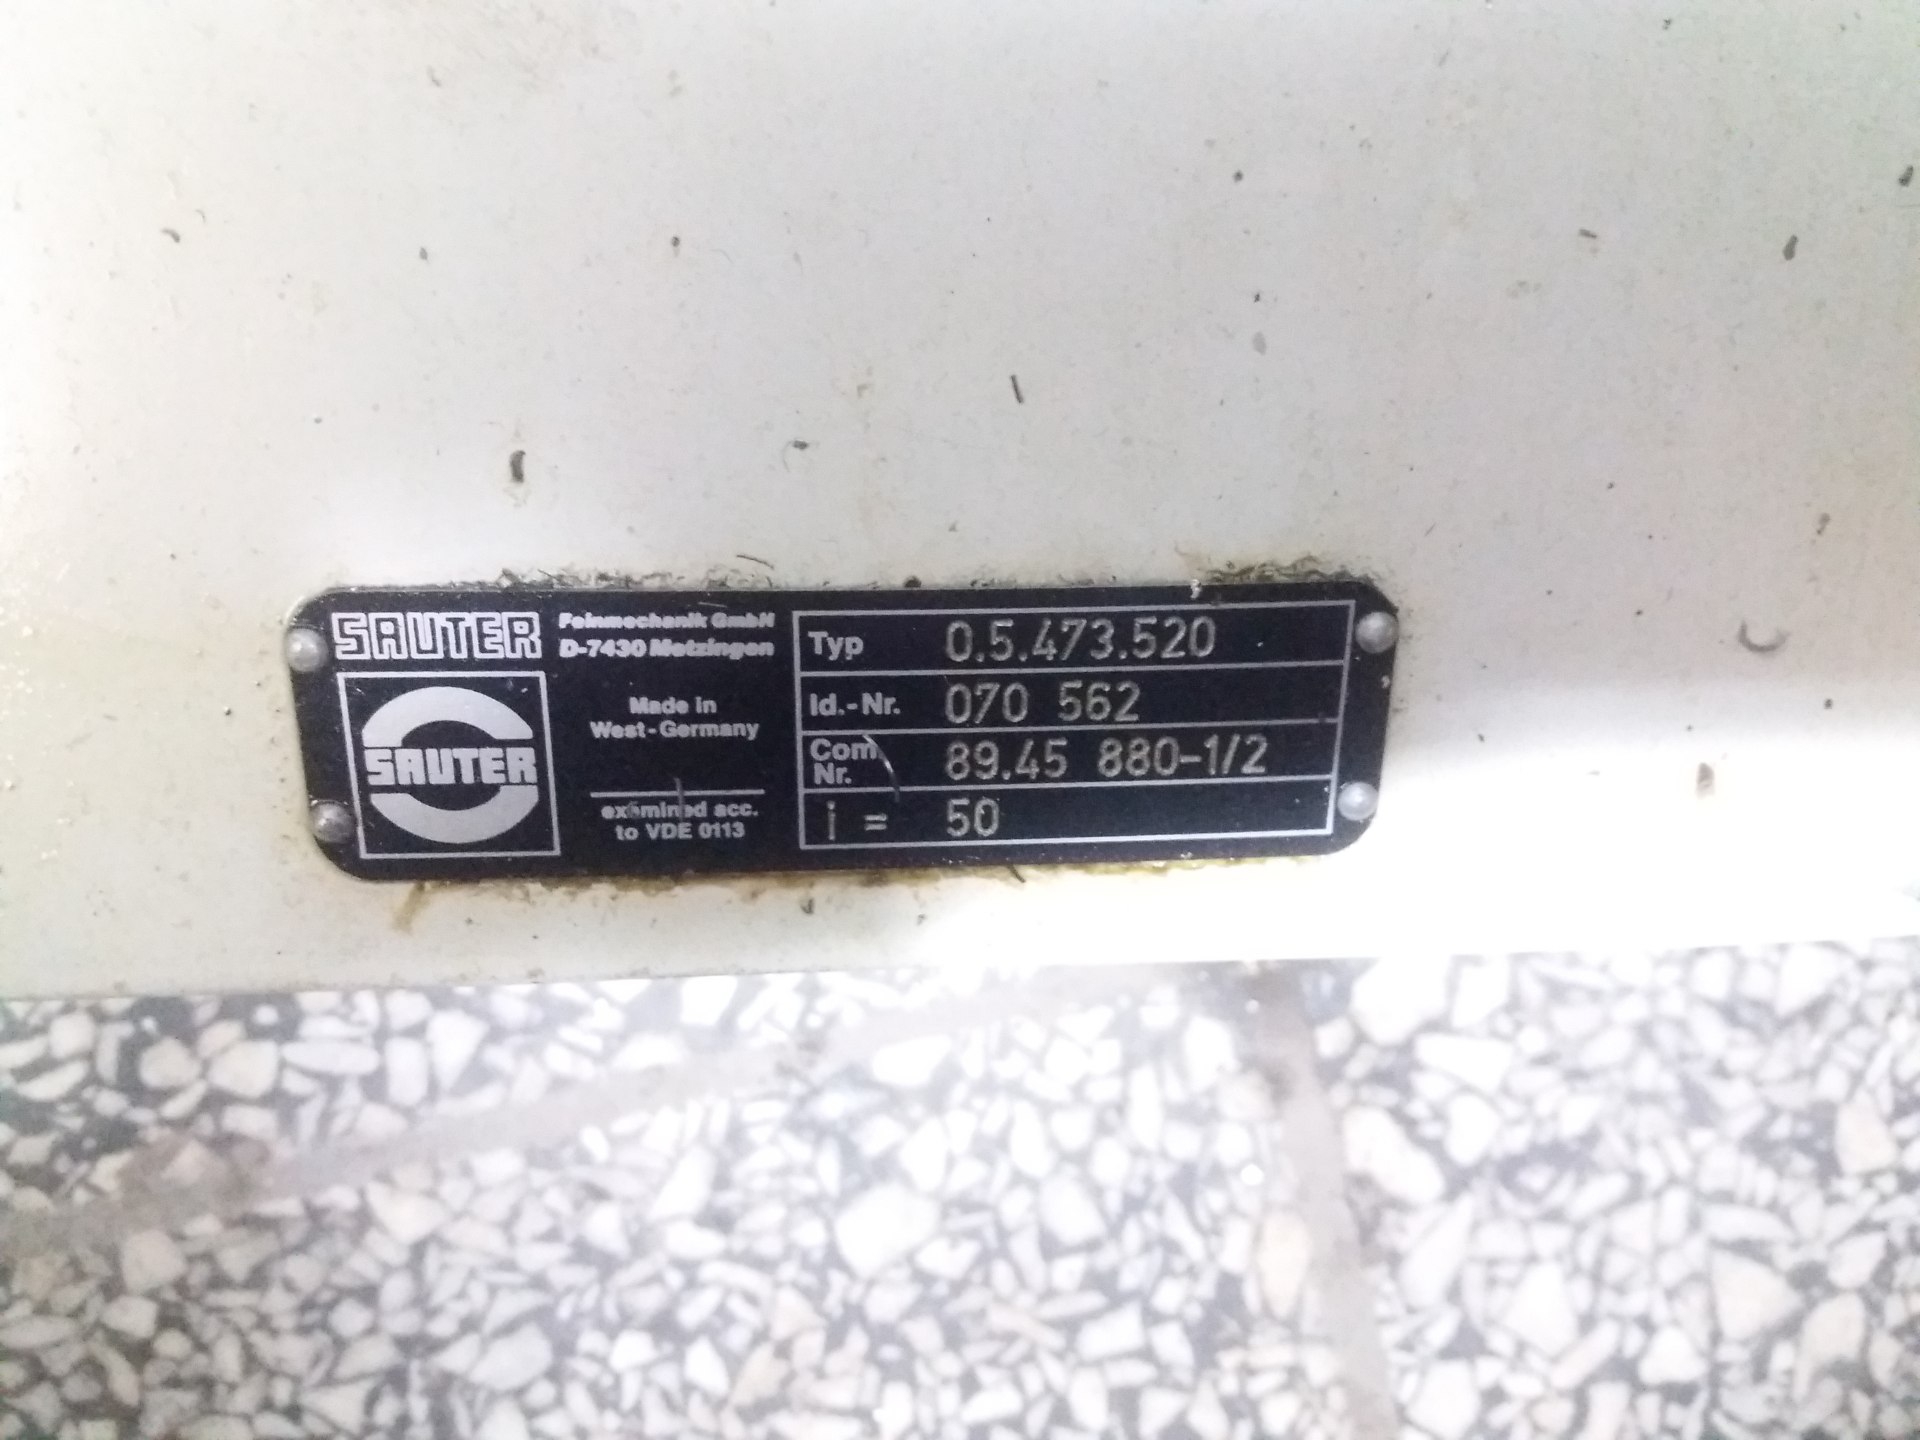 SAUTER
Feinmechanik GmbH
D-7430 Metzingen
SAUTER
Made in
West-Germany
examined acc.
to VDE 0113
Typ 0.5.473.520
Id.-Nr. 070 562
Com. Nr. 89.45 880-1/2
i = 50